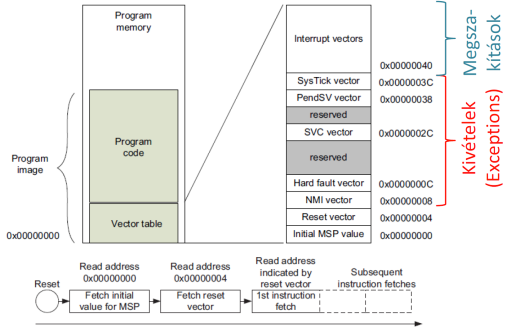 Program
memory
Program
code
Program
image
Vector table
0x00000000
Interrupt vectors
0x00000040
SysTick vector
0x0000003C
PendSV vector
0x00000038
reserved
SVC vector
0x0000002C
reserved
Hard fault vector
0x0000000C
NMI vector
0x00000008
Reset vector
0x00000004
Initial MSP value
0x00000000
Megsza-
kítások
Kivételek
(Exceptions)
Reset
Read address
0x00000000
Fetch initial
value for MSP
Read address
0x00000004
Fetch reset
vector
Read address
indicated by
reset vector
1st instruction
fetch
Subsequent
instruction fetches